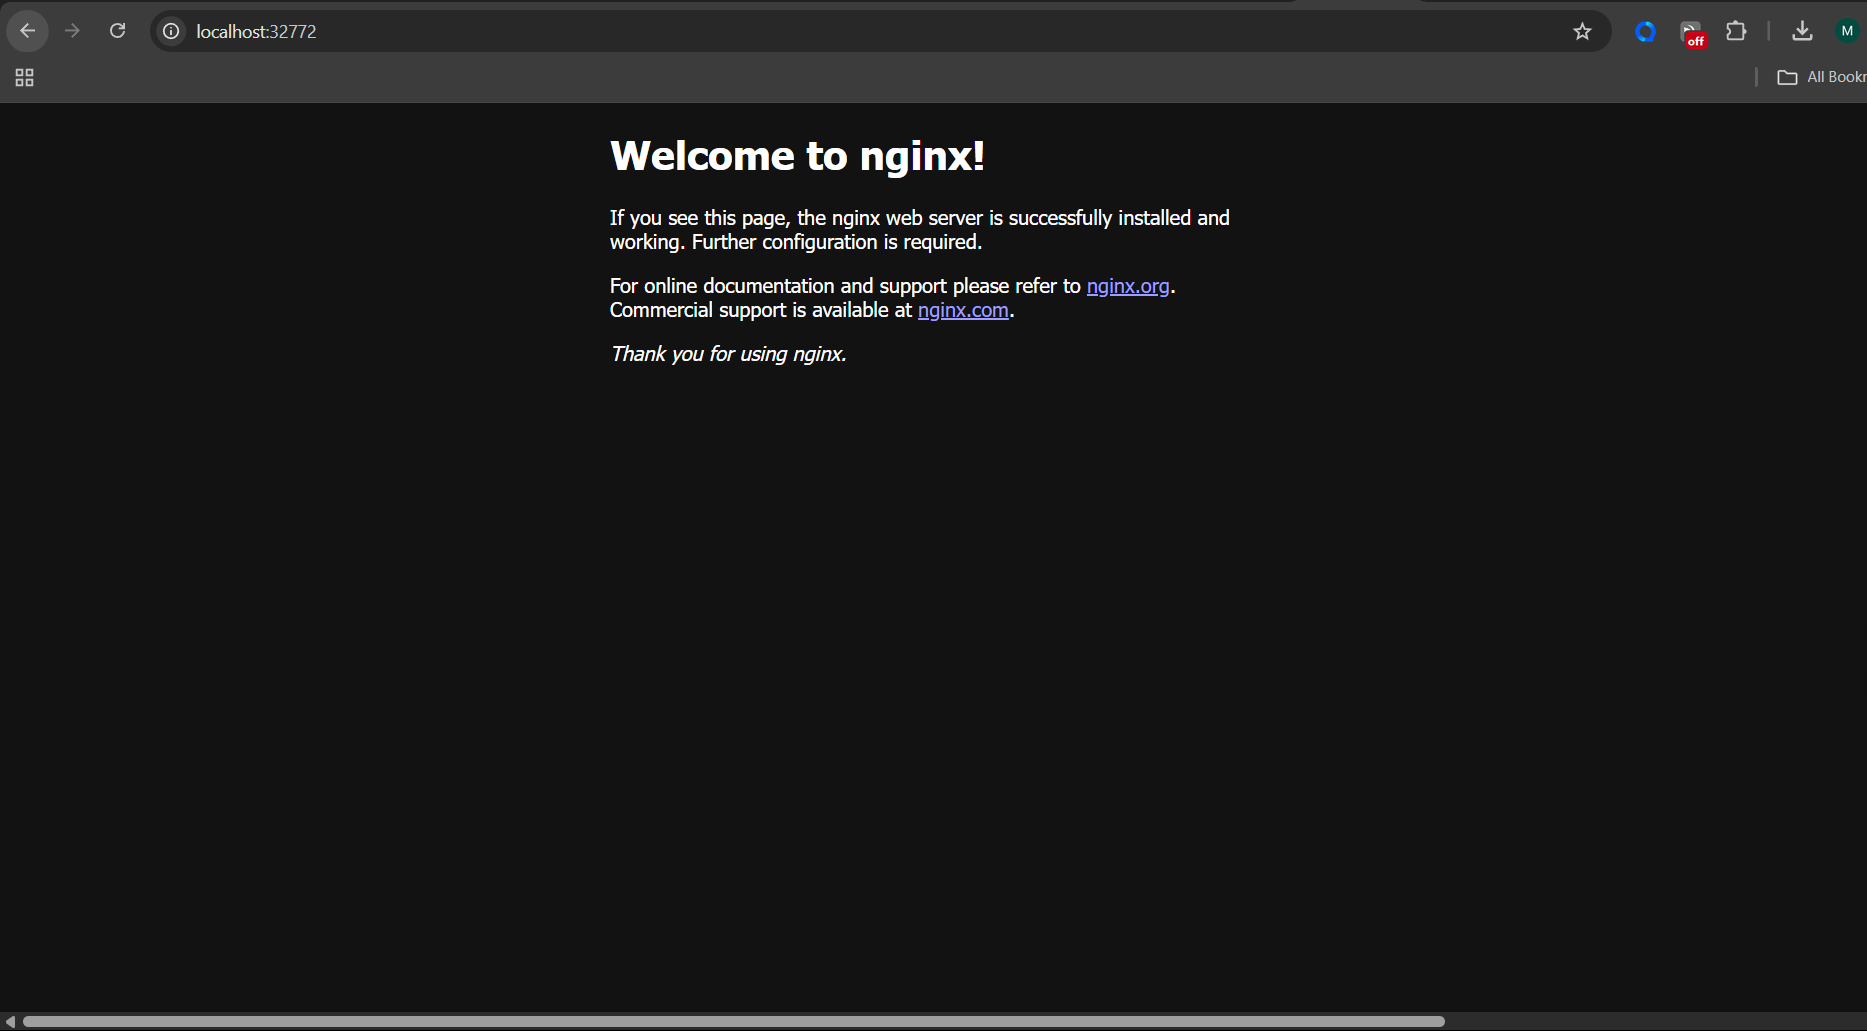 localhost:32772
off
M
All Bookr
Welcome to nginx!
If you see this page, the nginx web server is successfully installed and
working. Further configuration is required.
For online documentation and support please refer to nginx.org.
Commercial support is available at nginx.com.
Thank you for using nginx.